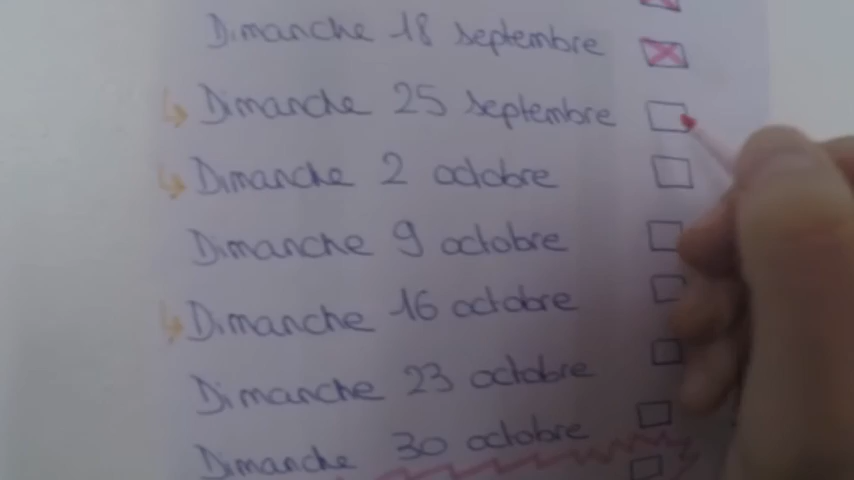 Dimanche 18 septembre
↳ Dimanche 25 septembre
↳ Dimanche 2 octobre
Dimanche 9 octobre
↳ Dimanche 16 octobre
Dimanche 23 octobre
Dimanche 30 octobre